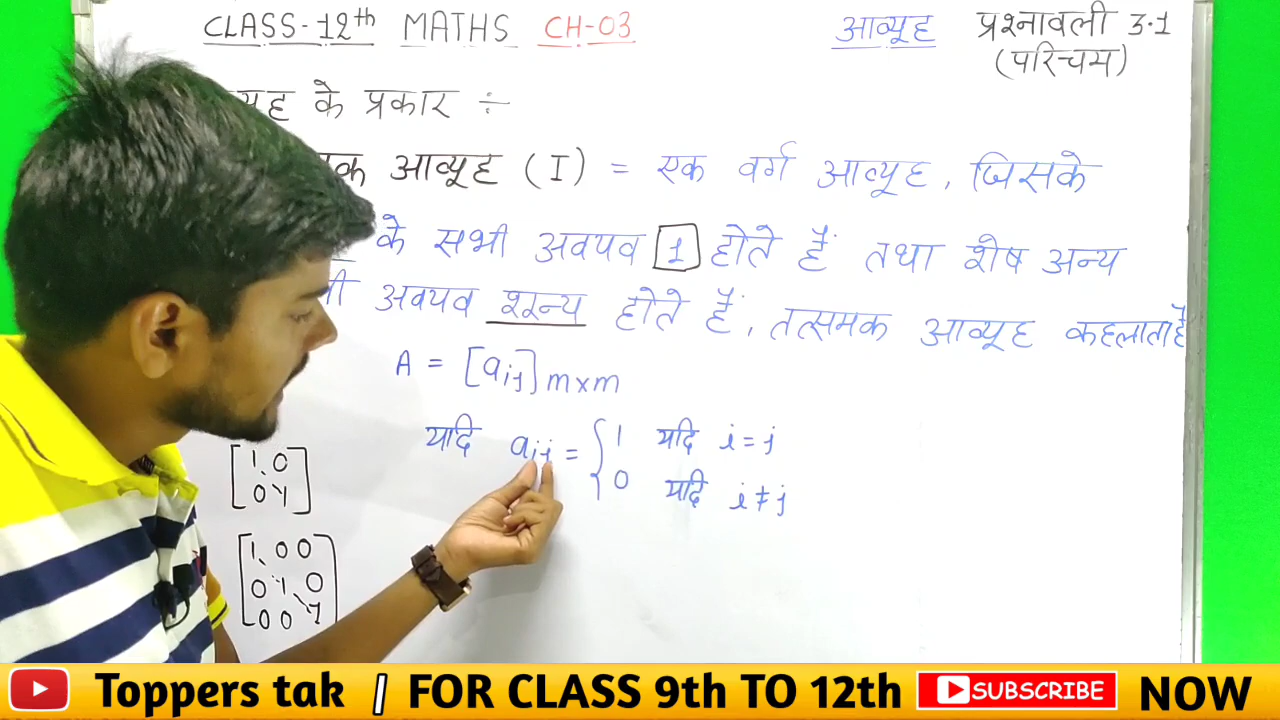 CLASS-12th MATHS CH-03
आव्यूह प्रश्नावली 3.1
(परिचय)
के प्रकार ÷
आव्यूह (I) = एक वर्ग आव्यूह, जिसके
के सभी अवयव 1 होते हैं तथा शेष अन्य
अवयव शून्य होते हैं, तत्समक आव्यूह कहलाता है
A = [aij] m×m
यदि aij = { 1 यदि i = j
0 यदि i ≠ j
1 0
0 1
1 0 0
0 1 0
0 0 1
Toppers tak | FOR CLASS 9th TO 12th SUBSCRIBE NOW